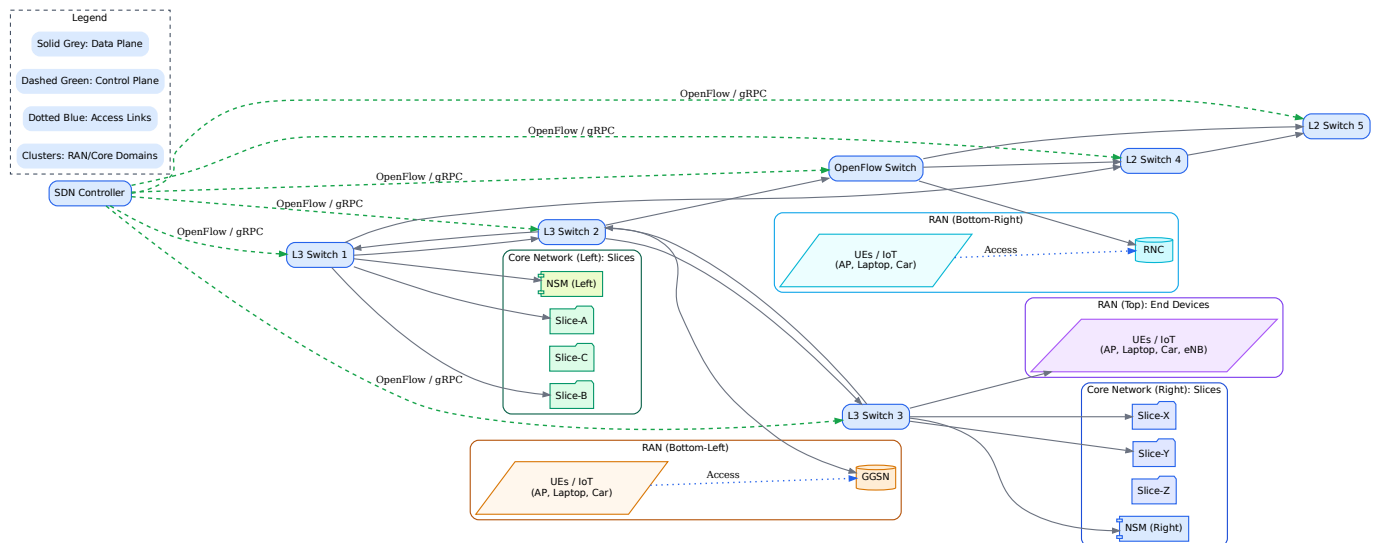 Legend
Solid Grey: Data Plane
Dashed Green: Control Plane
Dotted Blue: Access Links
Clusters: RAN/Core Domains
SDN Controller
OpenFlow / gRPC
OpenFlow / gRPC
OpenFlow / gRPC
OpenFlow / gRPC
OpenFlow / gRPC
OpenFlow / gRPC
L2 Switch 5
L2 Switch 4
OpenFlow Switch
L3 Switch 2
L3 Switch 1
RAN (Bottom-Right)
UEs / IoT
(AP, Laptop, Car)
Access
RNC
Core Network (Left): Slices
NSM (Left)
Slice-A
Slice-C
Slice-B
RAN (Top): End Devices
UEs / IoT
(AP, Laptop, Car, eNB)
L3 Switch 3
Core Network (Right): Slices
Slice-X
Slice-Y
Slice-Z
NSM (Right)
RAN (Bottom-Left)
UEs / IoT
(AP, Laptop, Car)
Access
GGSN